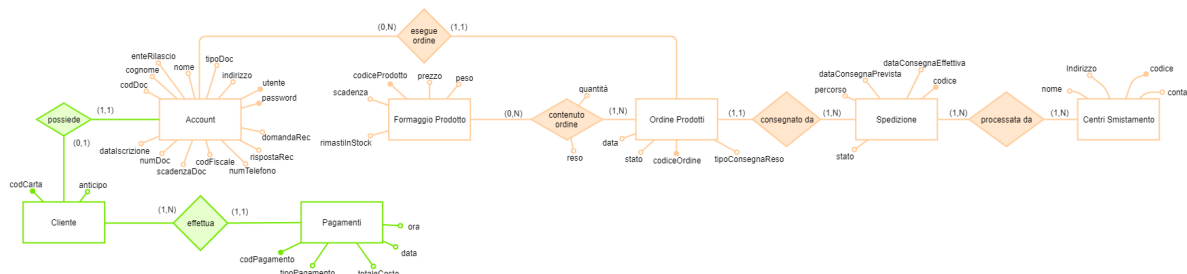 esegue
ordine
(0,N)
(1,1)
enteRilascio
tipoDoc
cognome
nome
indirizzo
codDoc
utente
password
Account
domandaRec
rispostaRec
dataIscrizione
numDoc
scadenzaDoc
codFiscale
numTelefono
possiede
(1,1)
(0,1)
codiceProdotto
prezzo
peso
scadenza
Formaggio Prodotto
rimastiInStock
(0,N)
quantità
contenuto
ordine
reso
(1,N)
Ordine Prodotti
data
stato
codiceOrdine
tipoConsegnaReso
(1,1)
consegnato da
(1,N)
dataConsegnaEffettiva
dataConsegnaPrevista
percorso
codice
Spedizione
stato
(1,N)
processata da
(1,N)
Indirizzo
codice
nome
Centri Smistamento
codCarta
anticipo
Cliente
(1,N)
effettua
(1,1)
Pagamenti
ora
data
codPagamento
tipoPagamento
totaleCosto